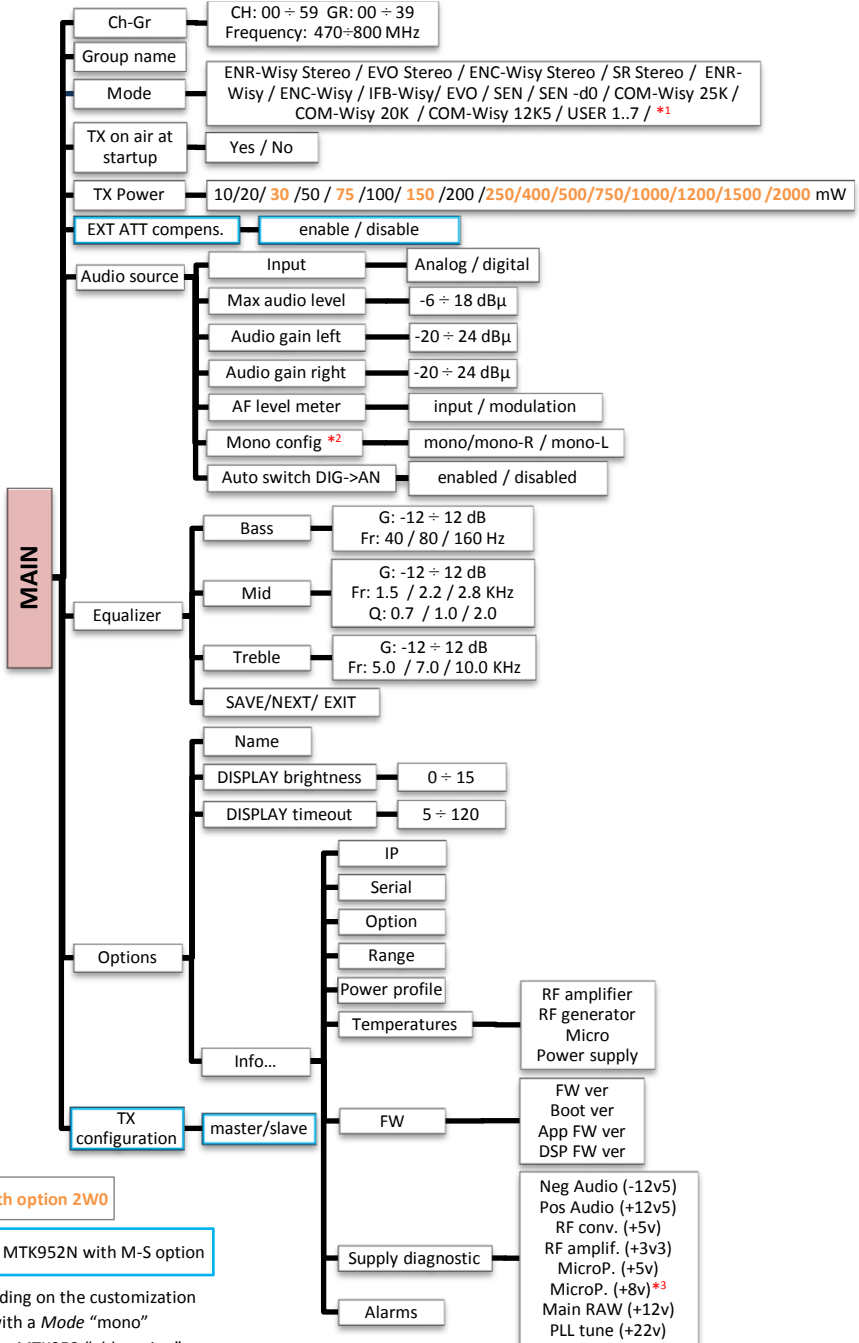 Ch-Gr
CH: 00 ÷ 59 GR: 00 ÷ 39
Frequency: 470÷800 MHz
Group name
Mode
ENR-Wisy Stereo / EVO Stereo / ENC-Wisy Stereo / SR Stereo / ENR-
Wisy / ENC-Wisy / IFB-Wisy/ EVO / SEN / SEN -d0 / COM-Wisy 25K /
COM-Wisy 20K / COM-Wisy 12K5 / USER 1..7 / *1
TX on air at
startup
Yes / No
TX Power
10/20/ 30 /50 / 75 /100/ 150 /200 /250/400/500/750/1000/1200/1500 /2000 mW
EXT ATT compens.
enable / disable
Audio source
Input
Analog / digital
Max audio level
-6 ÷ 18 dBµ
Audio gain left
-20 ÷ 24 dBµ
Audio gain right
-20 ÷ 24 dBµ
AF level meter
input / modulation
Mono config *2
mono/mono-R / mono-L
Auto switch DIG->AN
enabled / disabled
MAIN
Equalizer
Bass
G: -12 ÷ 12 dB
Fr: 40 / 80 / 160 Hz
Mid
G: -12 ÷ 12 dB
Fr: 1.5 / 2.2 / 2.8 KHz
Q: 0.7 / 1.0 / 2.0
Treble
G: -12 ÷ 12 dB
Fr: 5.0 / 7.0 / 10.0 KHz
SAVE/NEXT/ EXIT
Options
Name
DISPLAY brightness
0 ÷ 15
DISPLAY timeout
5 ÷ 120
Info...
IP
Serial
Option
Range
Power profile
Temperatures
RF amplifier
RF generator
Micro
Power supply
FW
FW ver
Boot ver
App FW ver
DSP FW ver
Supply diagnostic
Neg Audio (-12v5)
Pos Audio (+12v5)
RF conv. (+5v)
RF amplif. (+3v3)
MicroP. (+5v)
MicroP. (+8v)*3
Main RAW (+12v)
PLL tune (+22v)
Alarms
TX
configuration
master/slave
option 2W0
MTK952N with M-S option
on the customization
with a Mode “mono”